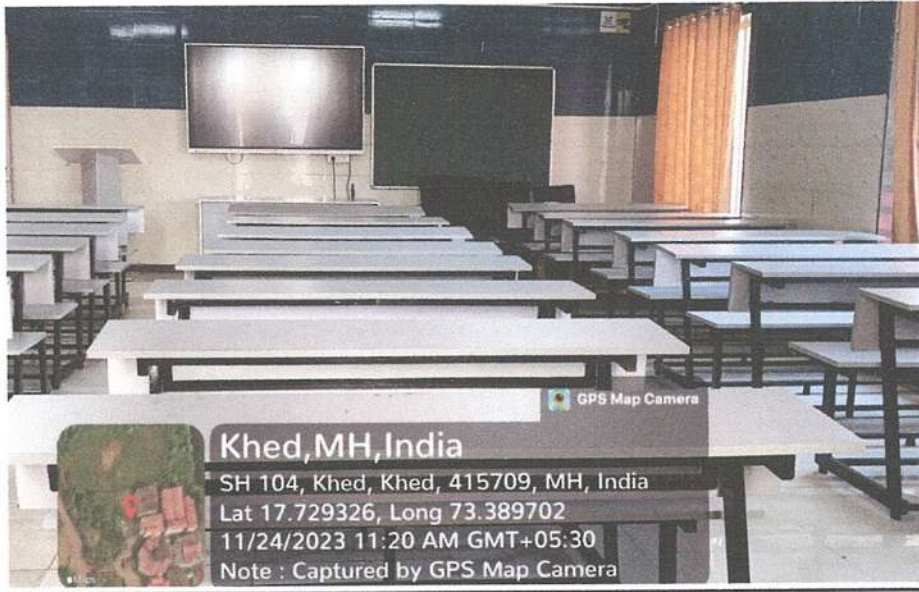 GPS Map Camera
Khed,MH,India
SH 104, Khed, Khed, 415709, MH, India
Lat 17.729326, Long 73.389702
11/24/2023 11:20 AM GMT+05:30
Note : Captured by GPS Map Camera
Maps